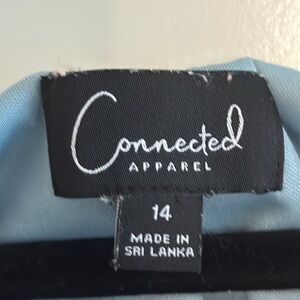 Connected
APPAREL
14
MADE IN
SRI LANKA